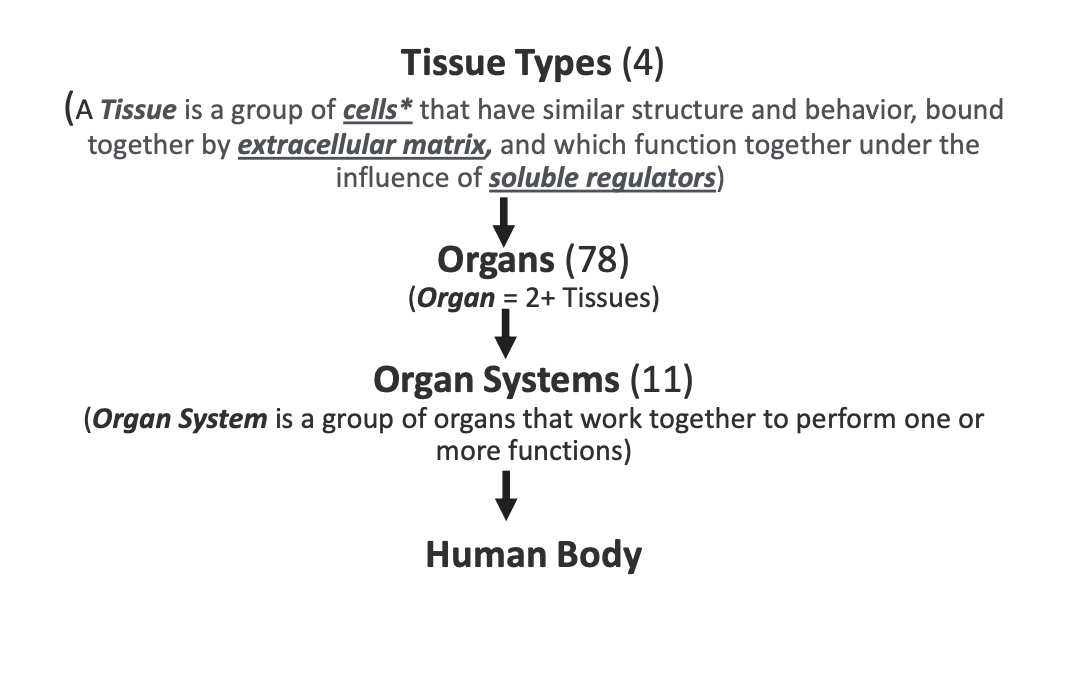 Tissue Types (4)
(A Tissue is a group of cells* that have similar structure and behavior, bound
together by extracellular matrix, and which function together under the
influence of soluble regulators)
Organs (78)
(Organ = 2+ Tissues)
Organ Systems (11)
(Organ System is a group of organs that work together to perform one or
more functions)
Human Body